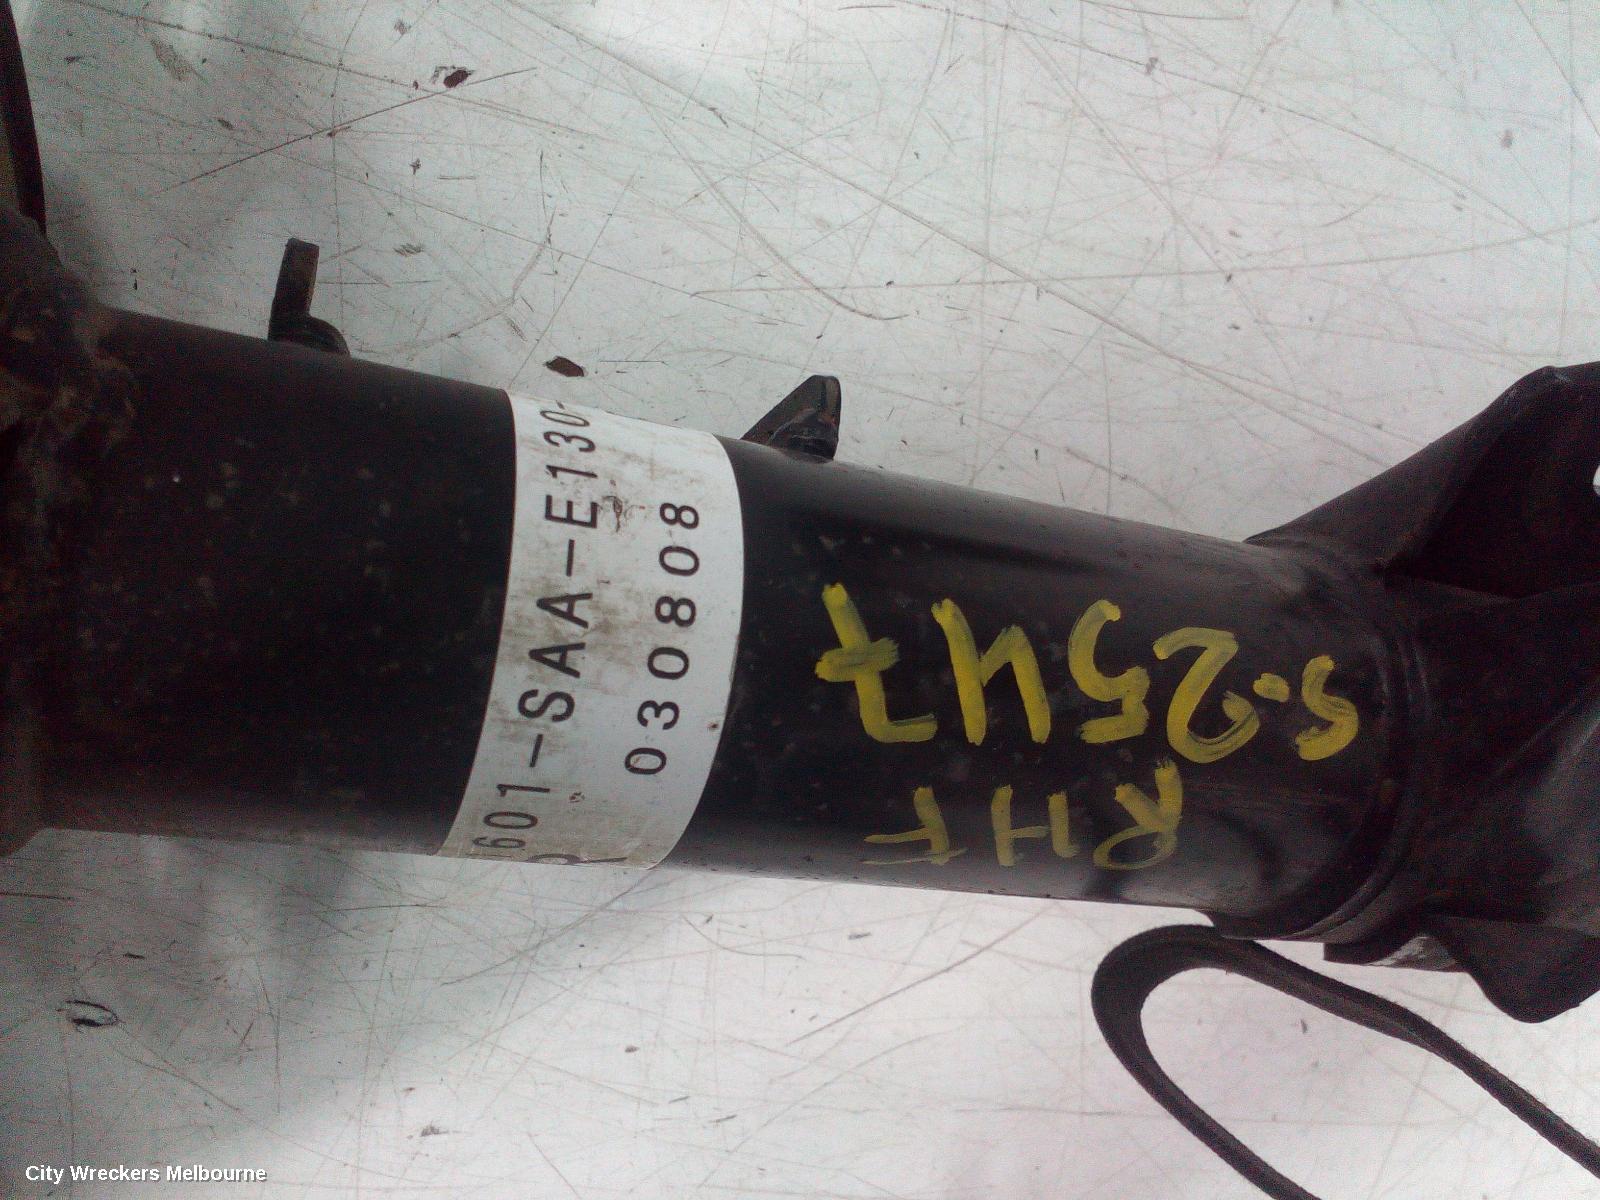 601-SAA-E130-
030808
R
S-2547
RHF
City Wreckers Melbourne